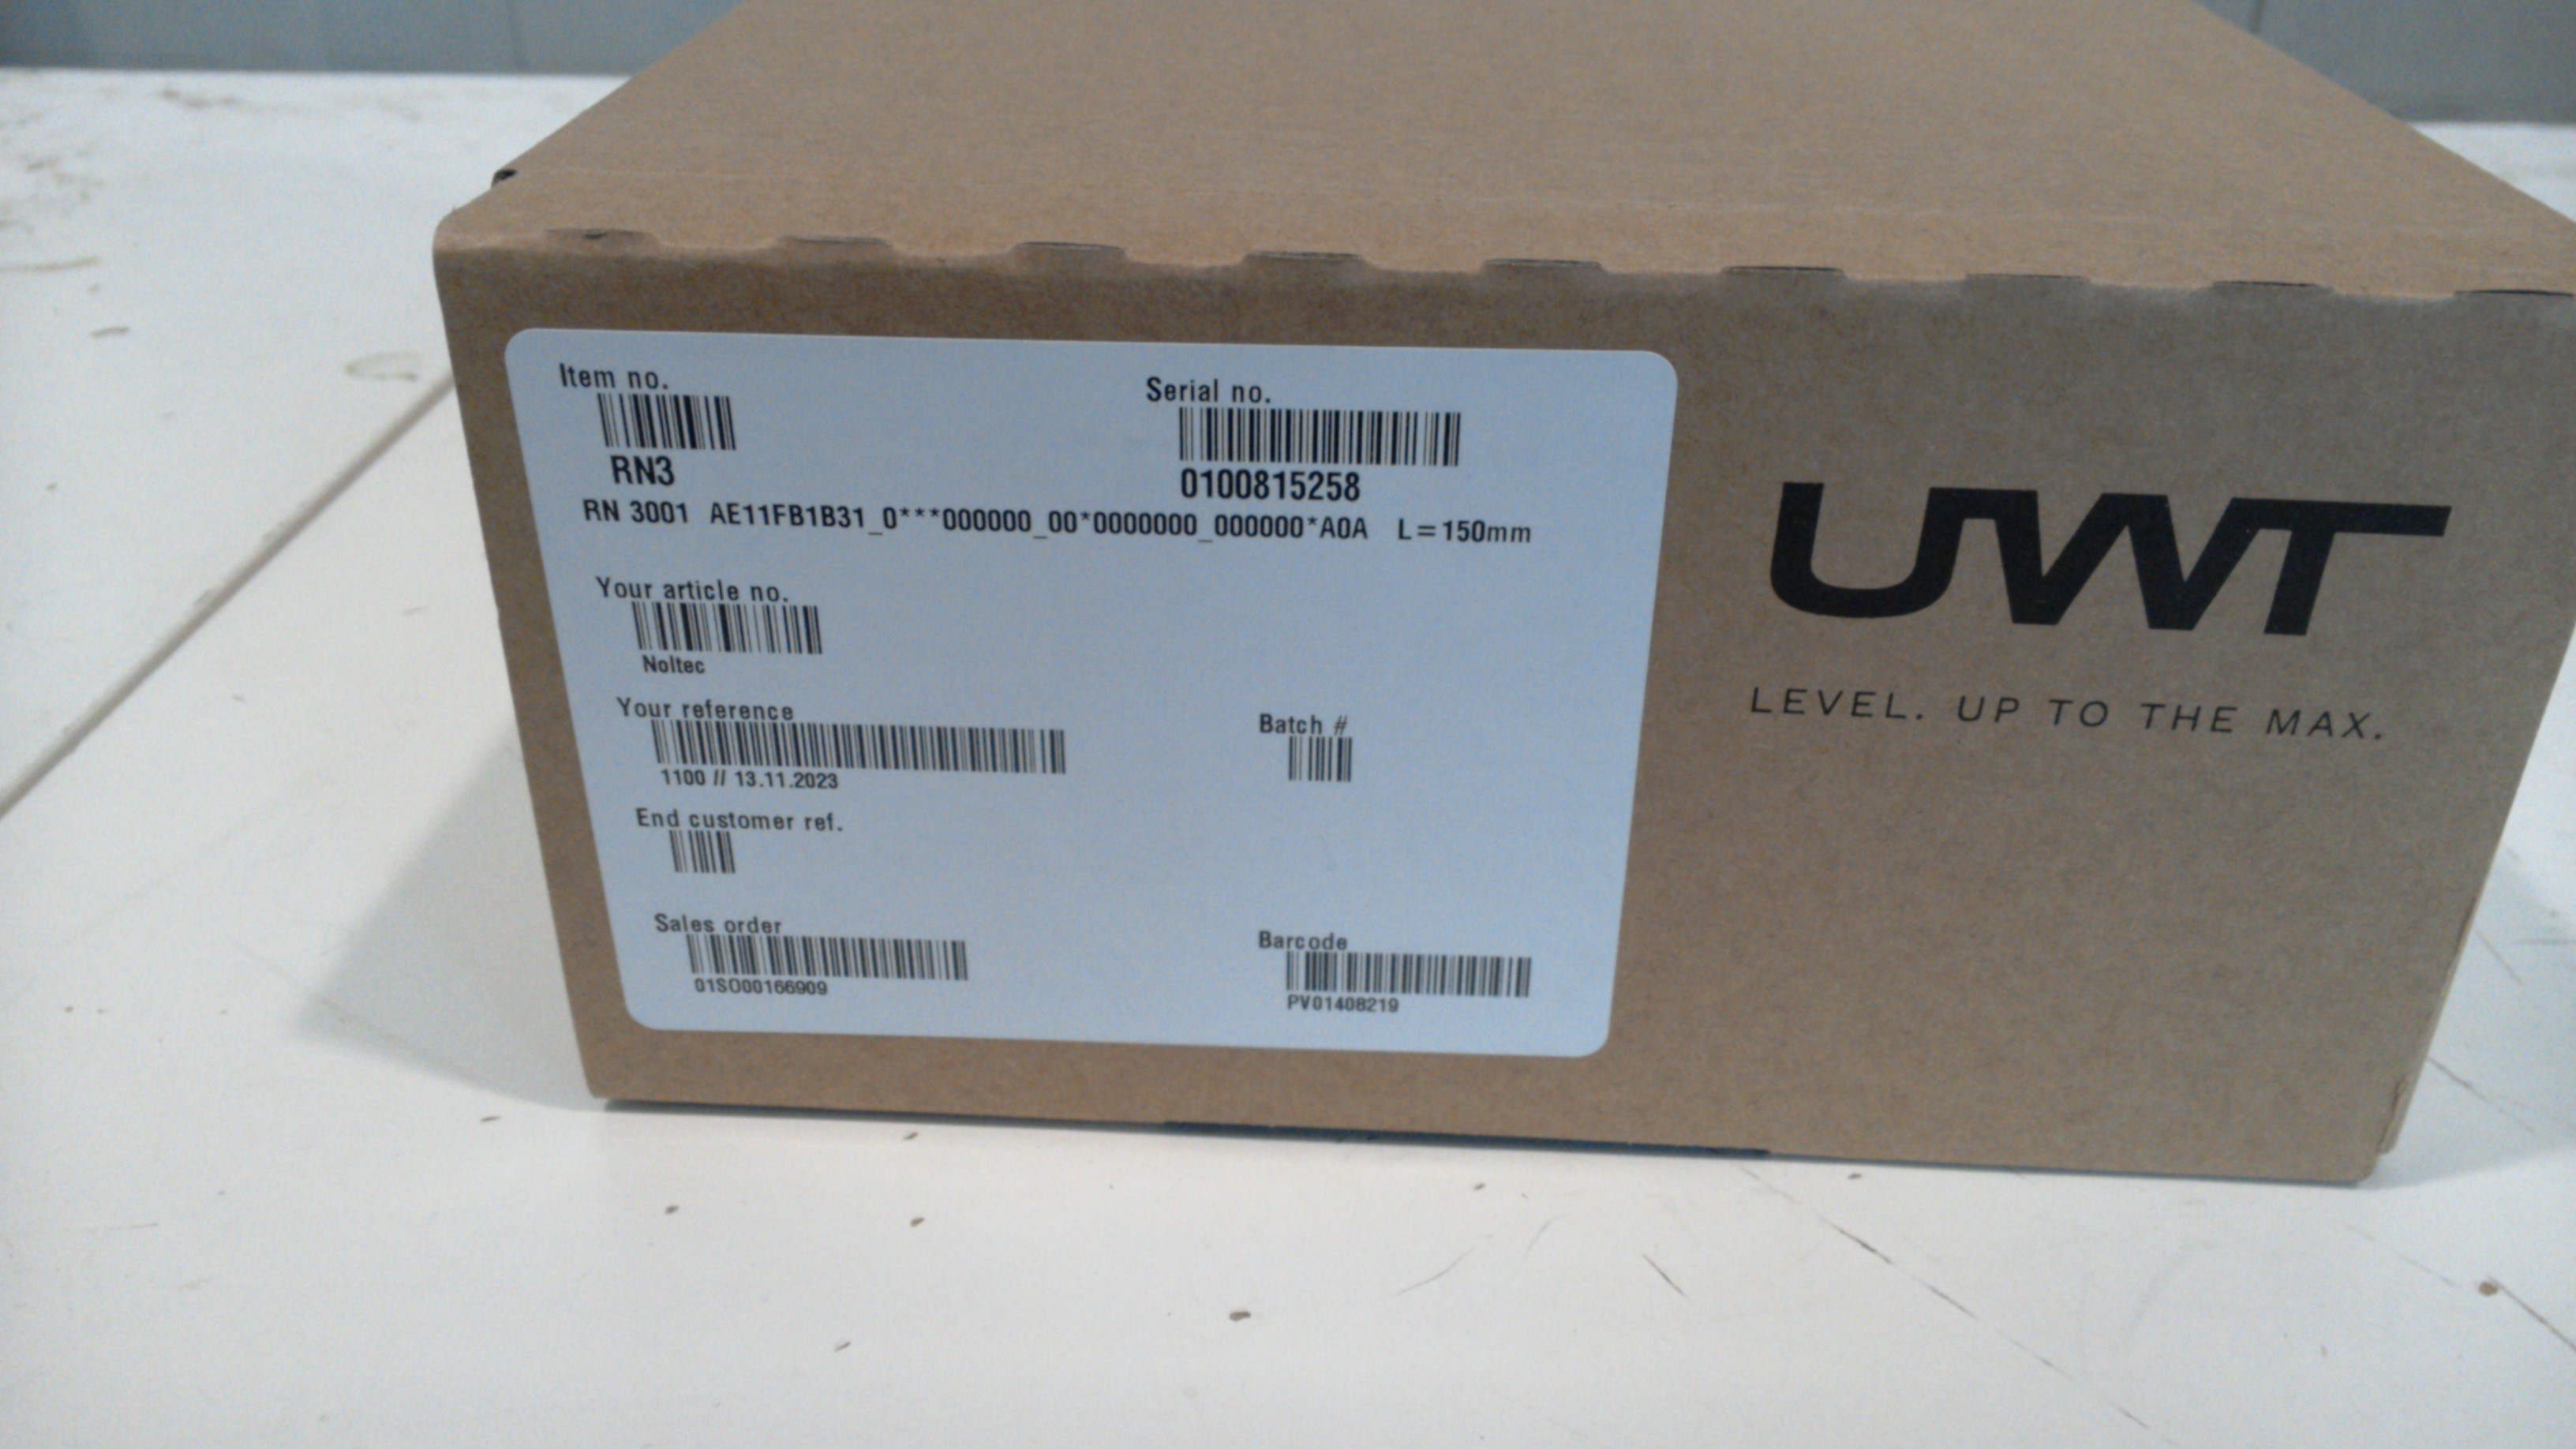 Item no.
Serial no.
RN3
0100815258
RN 3001 AE11FB1B31_0***000000_00*0000000_000000*A0A L=150mm
Your article no.
Noltec
Your reference
Batch #
1100 // 13.11.2023
End customer ref.
Sales order
Barcode
01SO00166909
PV01408219
UWT
LEVEL. UP TO THE MAX.